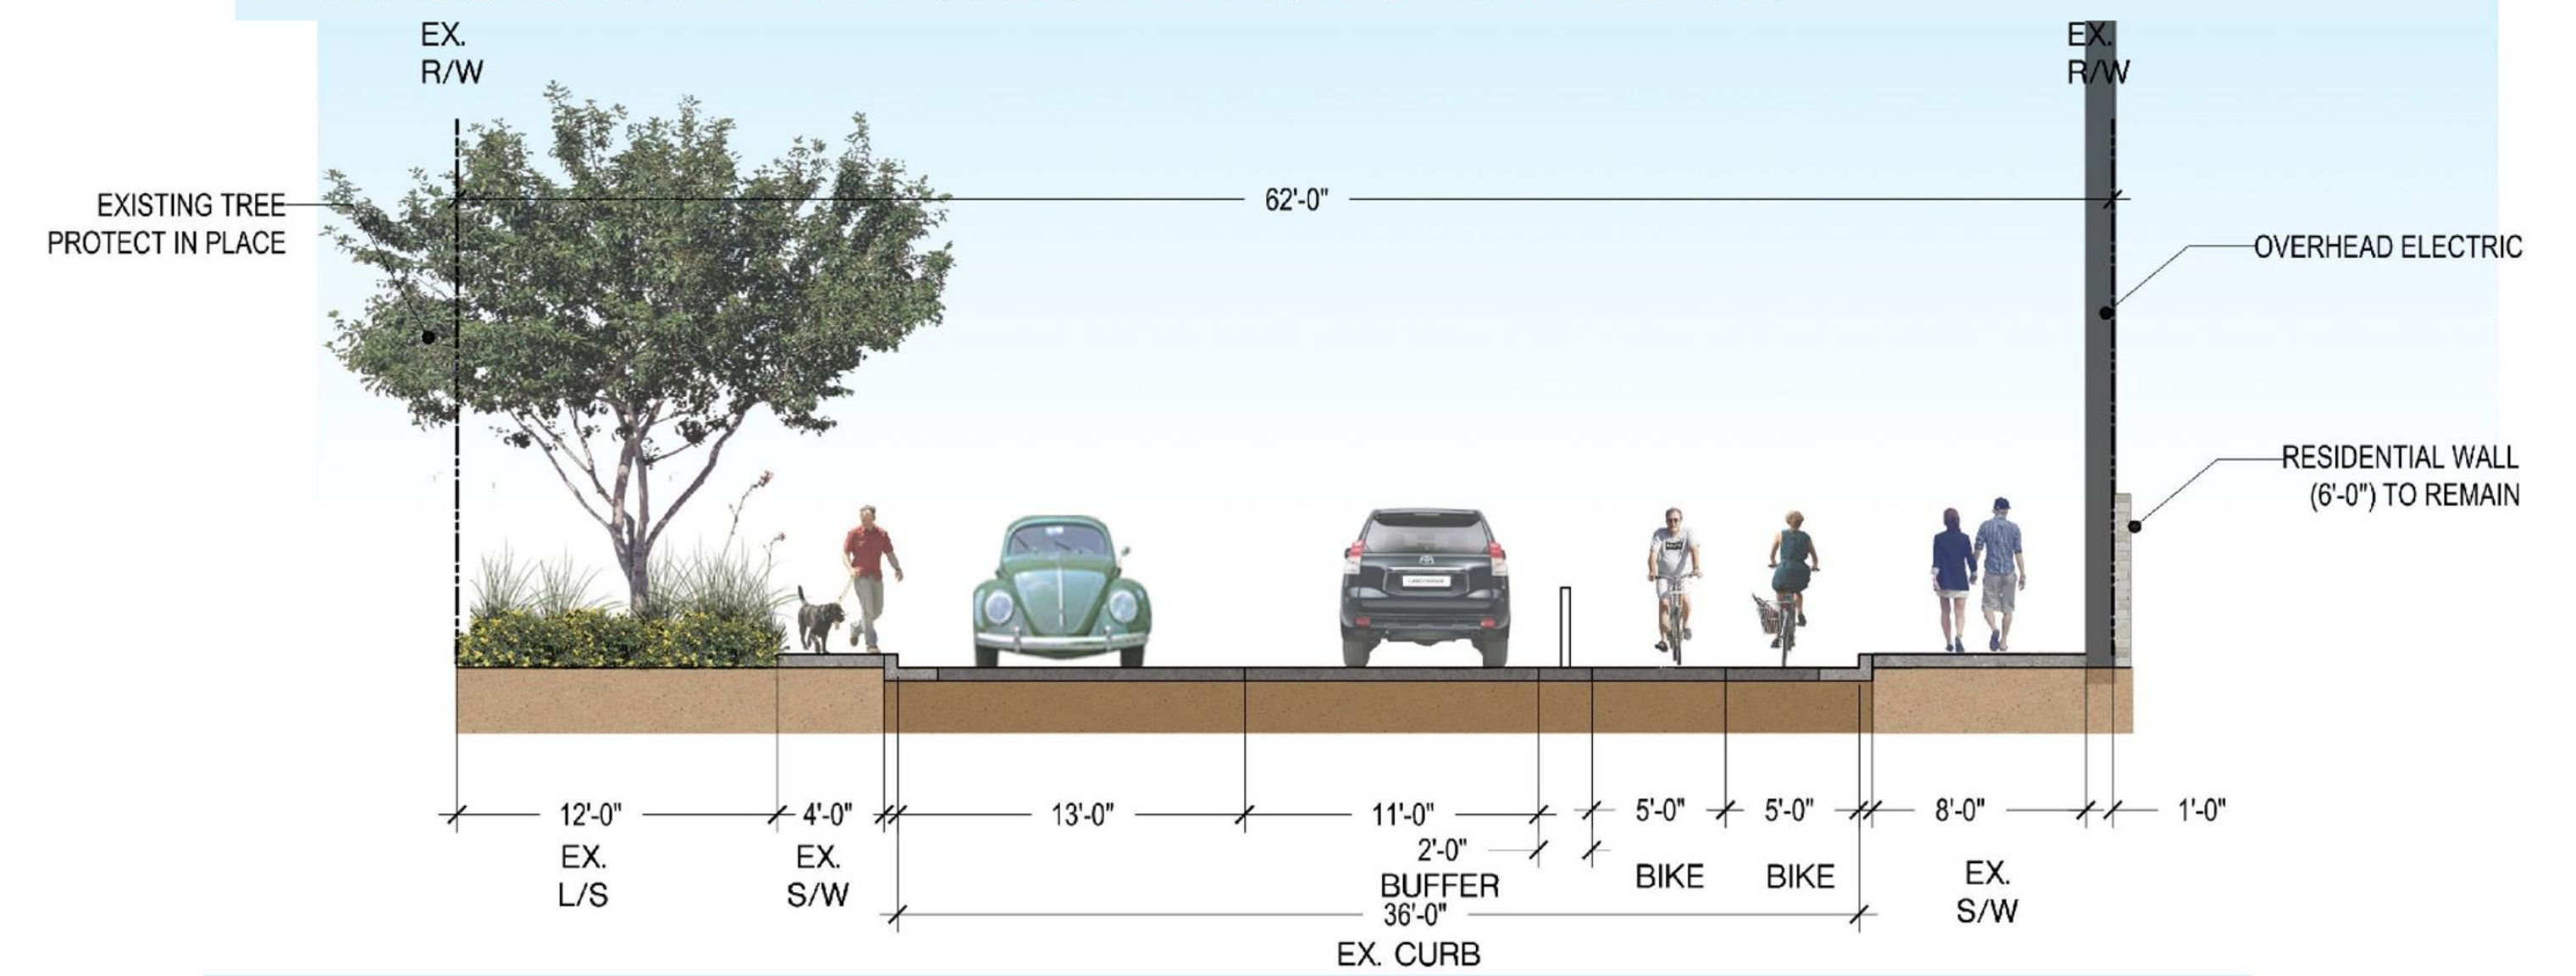 EX.
R/W
EX.
R/W
62'-0"
EXISTING TREE
PROTECT IN PLACE
OVERHEAD ELECTRIC
RESIDENTIAL WALL
(6'-0") TO REMAIN
12'-0"
4'-0"
13'-0"
11'-0"
5'-0"
5'-0"
8'-0"
1'-0"
EX.
L/S
EX.
S/W
2'-0"
BUFFER
BIKE
BIKE
EX.
S/W
36'-0"
EX. CURB